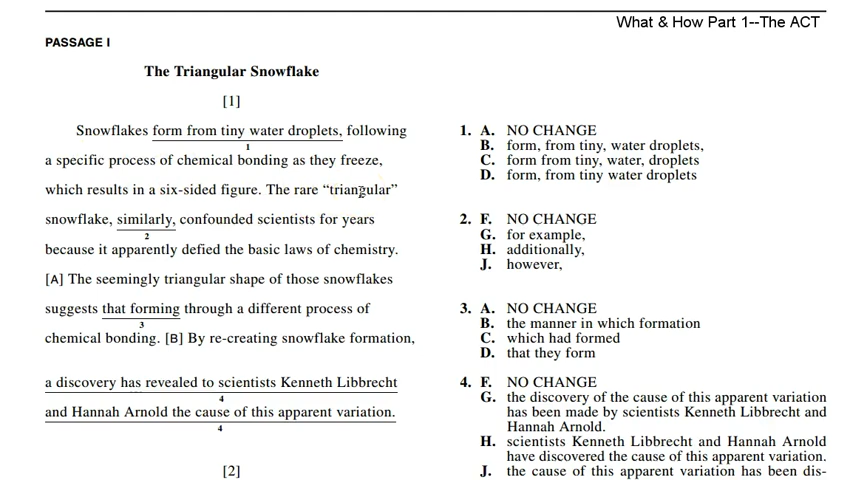 What & How Part 1--The ACT
PASSAGE I
The Triangular Snowflake
[1]
Snowflakes form from tiny water droplets, following
1
a specific process of chemical bonding as they freeze,
which results in a six-sided figure. The rare “triangular”
snowflake, similarly, confounded scientists for years
2
because it apparently defied the basic laws of chemistry.
[A] The seemingly triangular shape of those snowflakes
suggests that forming through a different process of
3
chemical bonding. [B] By re-creating snowflake formation,
a discovery has revealed to scientists Kenneth Libbrecht
4
and Hannah Arnold the cause of this apparent variation.
4
[2]
1. A. NO CHANGE
B. form, from tiny, water droplets,
C. form from tiny, water, droplets
D. form, from tiny water droplets
2. F. NO CHANGE
G. for example,
H. additionally,
J. however,
3. A. NO CHANGE
B. the manner in which formation
C. which had formed
D. that they form
4. F. NO CHANGE
G. the discovery of the cause of this apparent variation
has been made by scientists Kenneth Libbrecht and
Hannah Arnold.
H. scientists Kenneth Libbrecht and Hannah Arnold
have discovered the cause of this apparent variation.
J. the cause of this apparent variation has been dis-